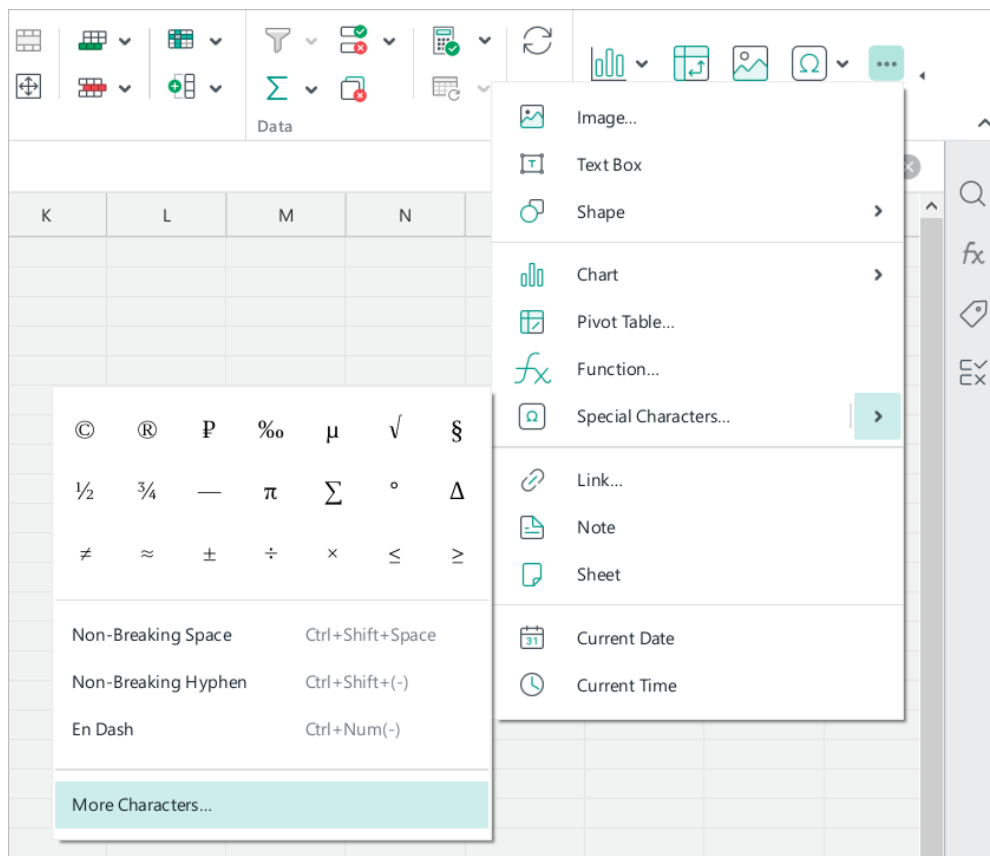 Data
K L M N
Image...
Text Box
Shape
Chart
Pivot Table...
Function...
Special Characters...
Link...
Note
Sheet
31
Current Date
Current Time
© ® ₽ ‰ µ √ §
½ ¾ — π ∑ ° Δ
≠ ≈ ± ÷ × ≤ ≥
Non-Breaking Space Ctrl+Shift+Space
Non-Breaking Hyphen Ctrl+Shift+(-)
En Dash Ctrl+Num(-)
More Characters...